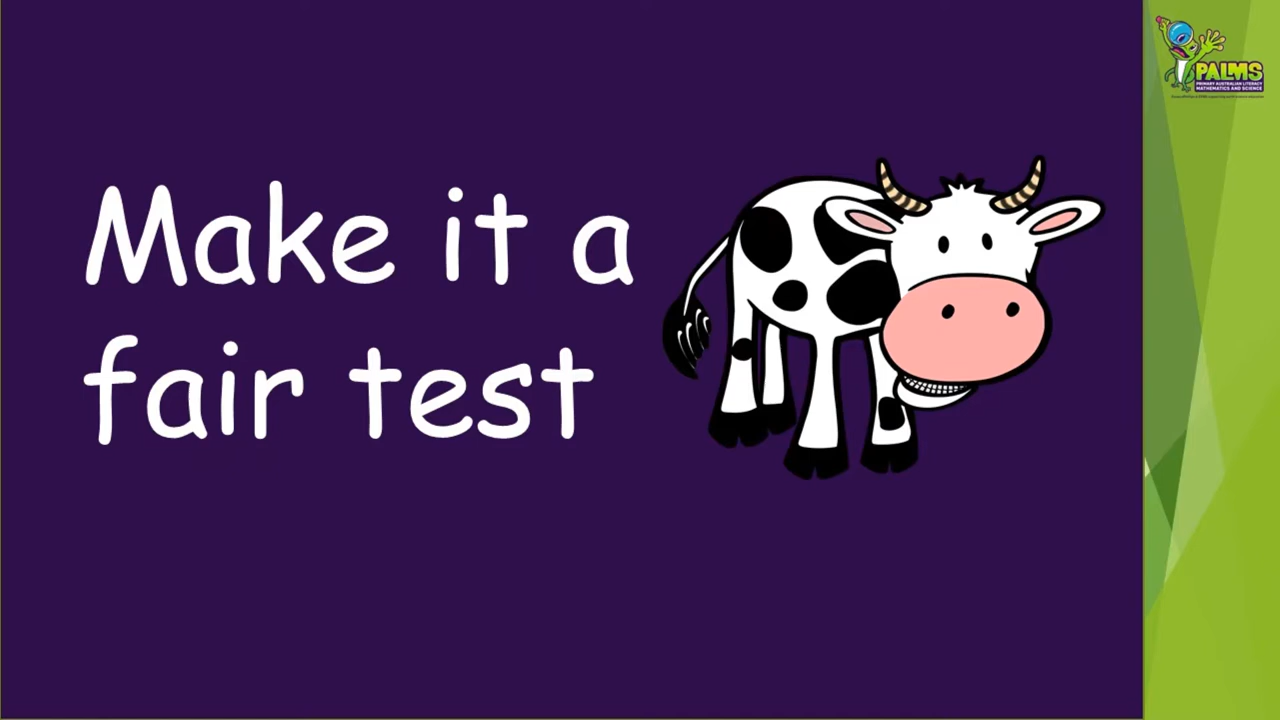 Make it a
fair test
PALMS
PRIMARY AUSTRALIAN LITERACY
MATHEMATICS AND SCIENCE